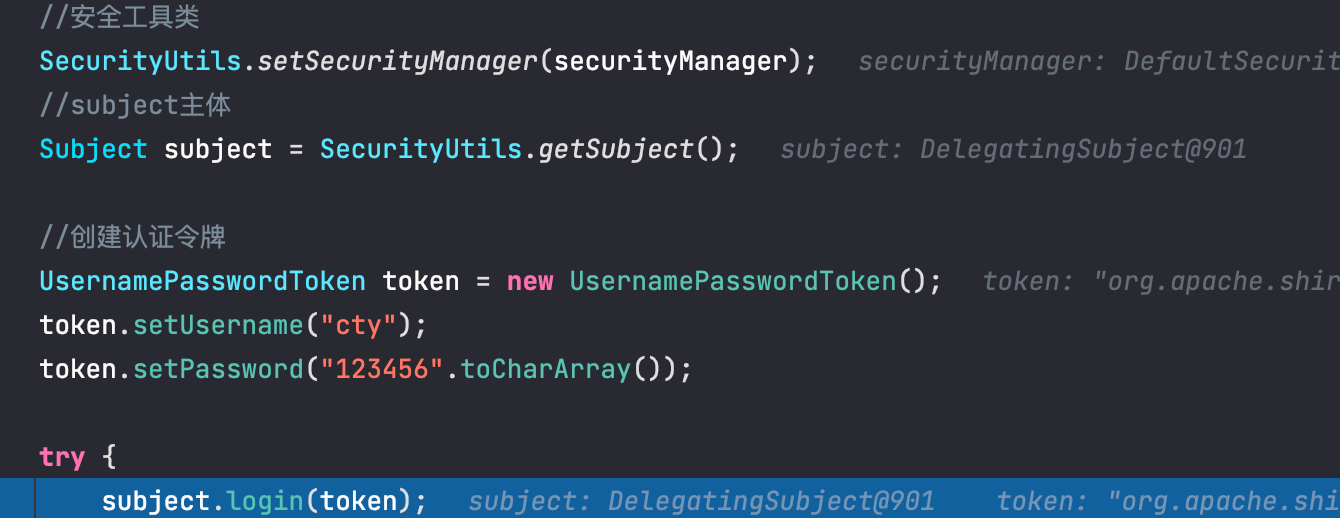 //安全工具类
SecurityUtils.setSecurityManager(securityManager);   securityManager: DefaultSecurit
//subject主体
Subject subject = SecurityUtils.getSubject();   subject: DelegatingSubject@901
//创建认证令牌
UsernamePasswordToken token = new UsernamePasswordToken();   token: "org.apache.shir
token.setUsername("cty");
token.setPassword("123456".toCharArray());
try {
subject.login(token);   subject: DelegatingSubject@901   token: "org.apache.shi